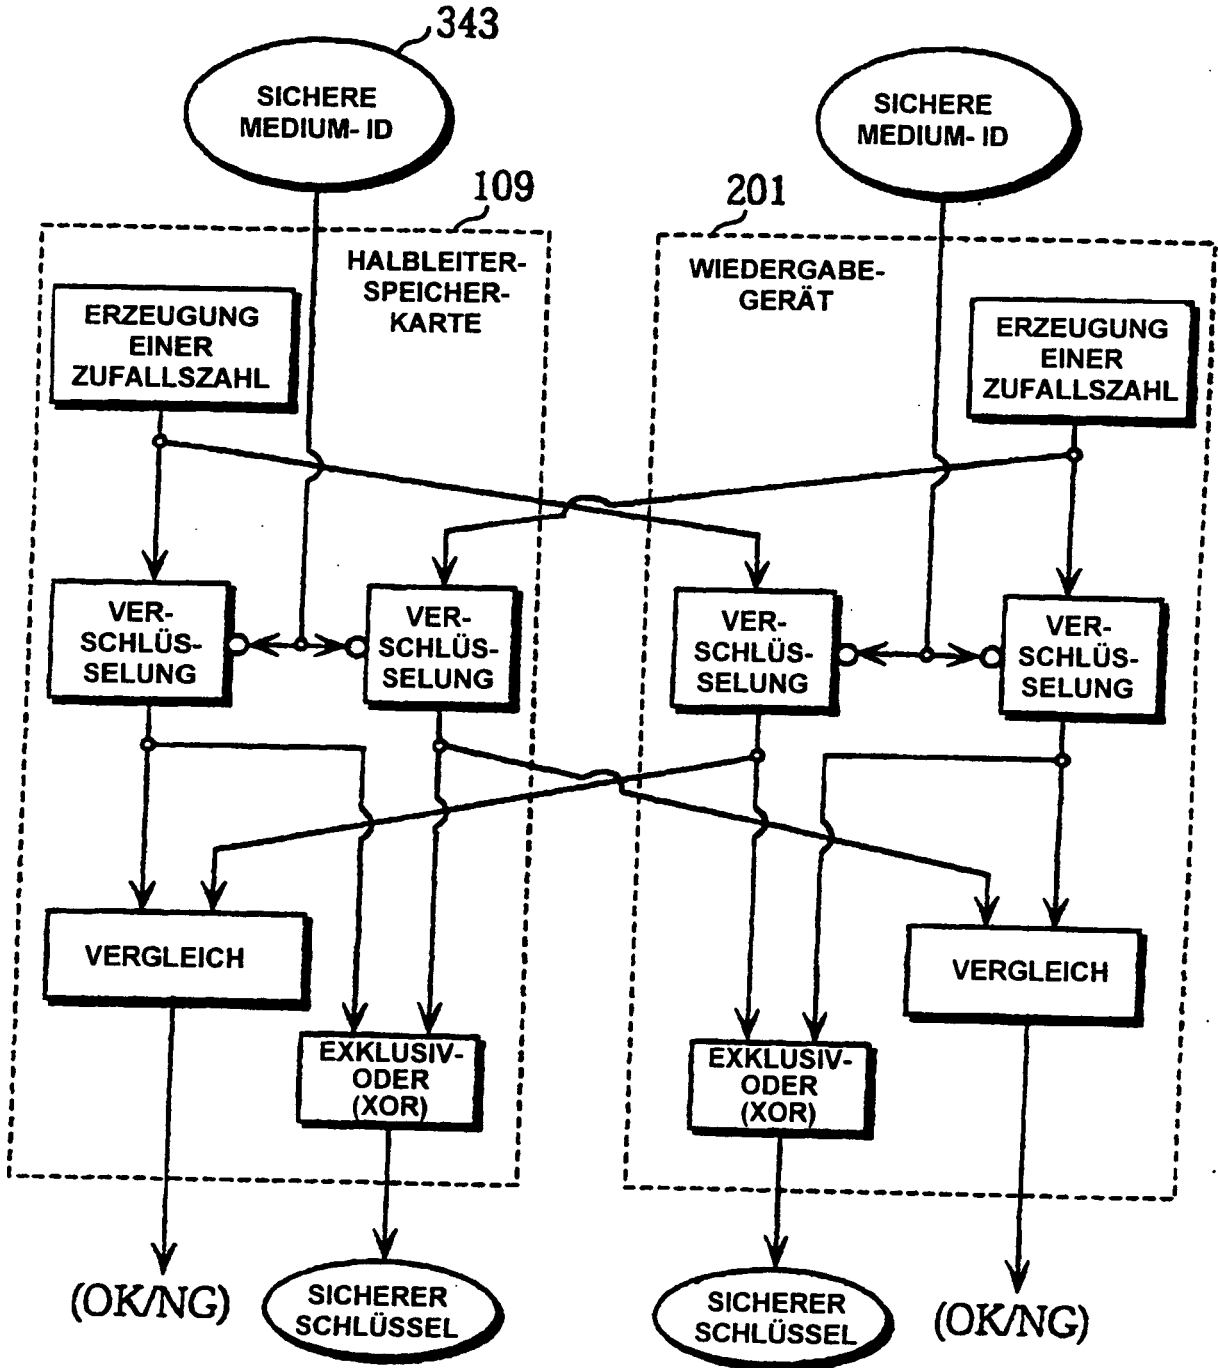 343
SICHERE
MEDIUM- ID
SICHERE
MEDIUM- ID
109
201
HALBLEITER-
SPEICHER-
KARTE
WIEDERGABE-
GERÄT
ERZEUGUNG
EINER
ZUFALLSZAHL
ERZEUGUNG
EINER
ZUFALLSZAHL
VER-
SCHLÜS-
SELUNG
VER-
SCHLÜS-
SELUNG
VER-
SCHLÜS-
SELUNG
VER-
SCHLÜS-
SELUNG
VERGLEICH
VERGLEICH
EXKLUSIV-
ODER
(XOR)
EXKLUSIV-
ODER
(XOR)
(OK/NG)
SICHERER
SCHLÜSSEL
SICHERER
SCHLÜSSEL
(OK/NG)